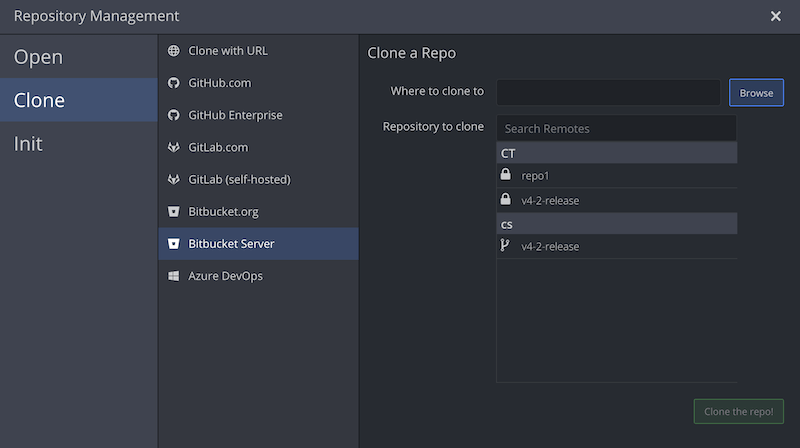 Repository Management
Open
Clone
Init
Clone with URL
GitHub.com
GitHub Enterprise
GitLab.com
GitLab (self-hosted)
Bitbucket.org
Bitbucket Server
Azure DevOps
Clone a Repo
Where to clone to
Browse
Repository to clone
Search Remotes
CT
repo1
v4-2-release
cs
v4-2-release
Clone the repo!